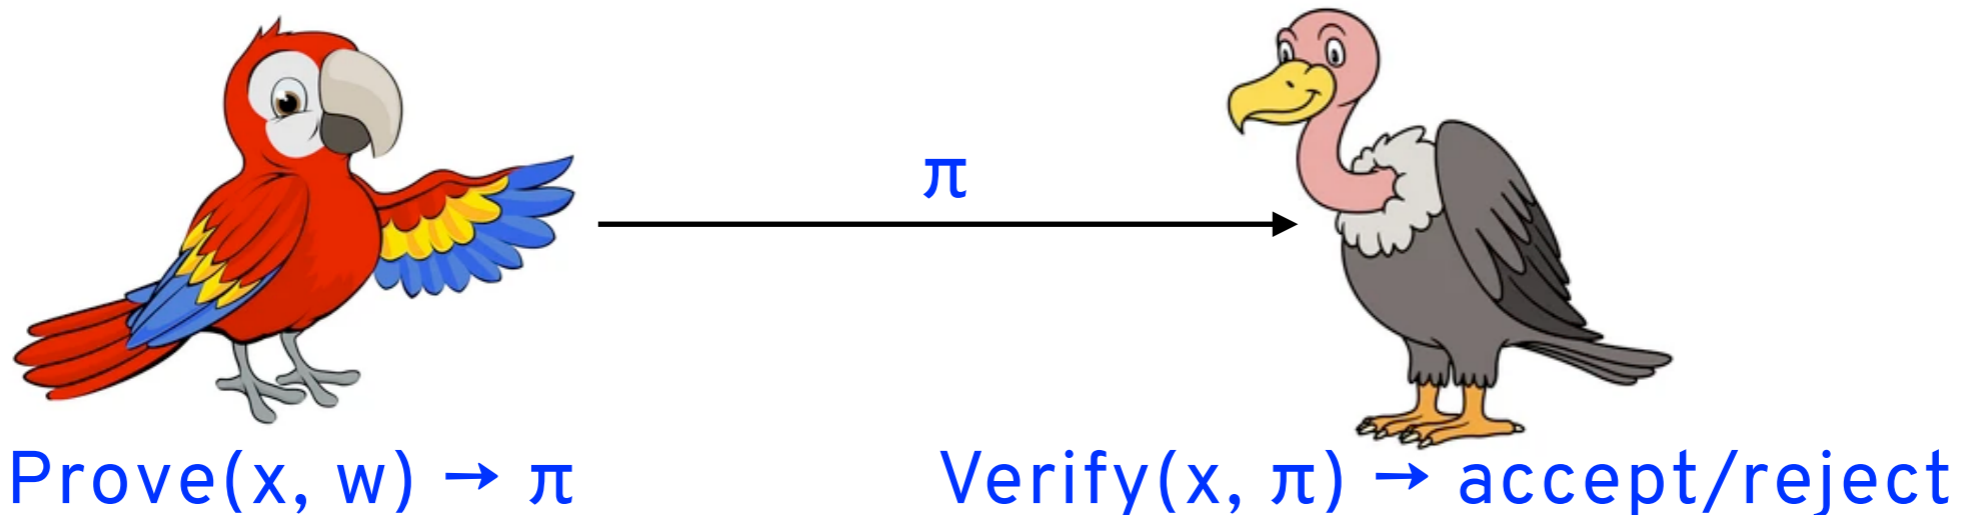 π
Prove(x, w) → π
Verify(x, π) → accept/reject